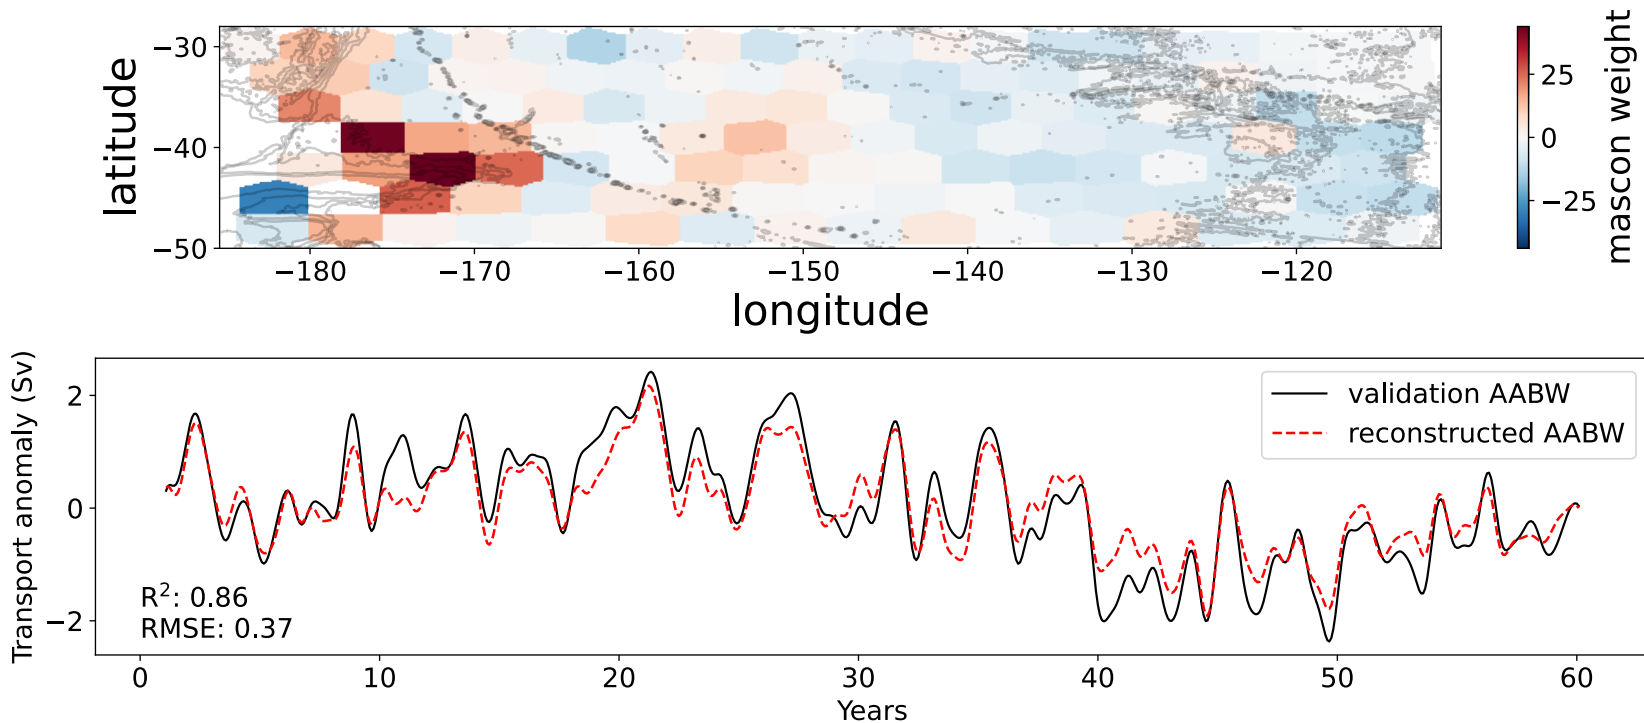 −30
−40
−50
latitude
−180 −170 −160 −150 −140 −130 −120
longitude
25
0
−25
mascon weight
Transport anomaly (Sv)
2
0
−2
validation AABW
reconstructed AABW
R²: 0.86
RMSE: 0.37
0 10 20 30 40 50 60
Years